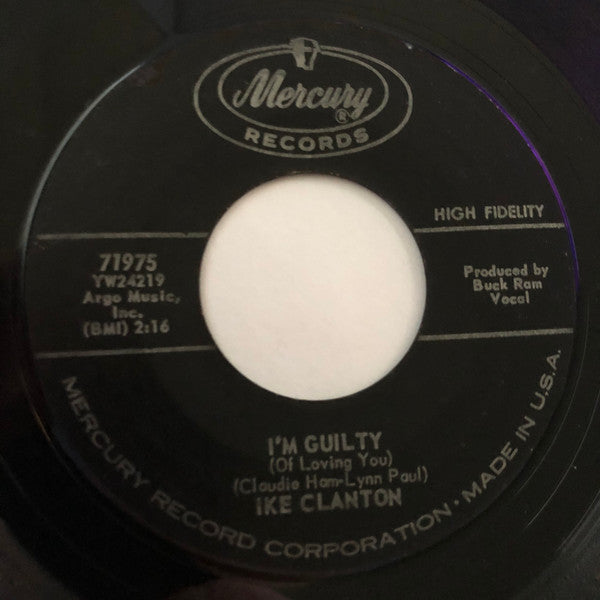 Mercury
®
RECORDS
HIGH FIDELITY
71975
YW24219
Argo Music,
Inc.
(BMI) 2:16
Produced by
Buck Ram
Vocal
I'M GUILTY
(Of Loving You)
(Claudie Ham-Lynn Paul)
IKE CLANTON
MERCURY RECORD CORPORATION · MADE IN U.S.A.